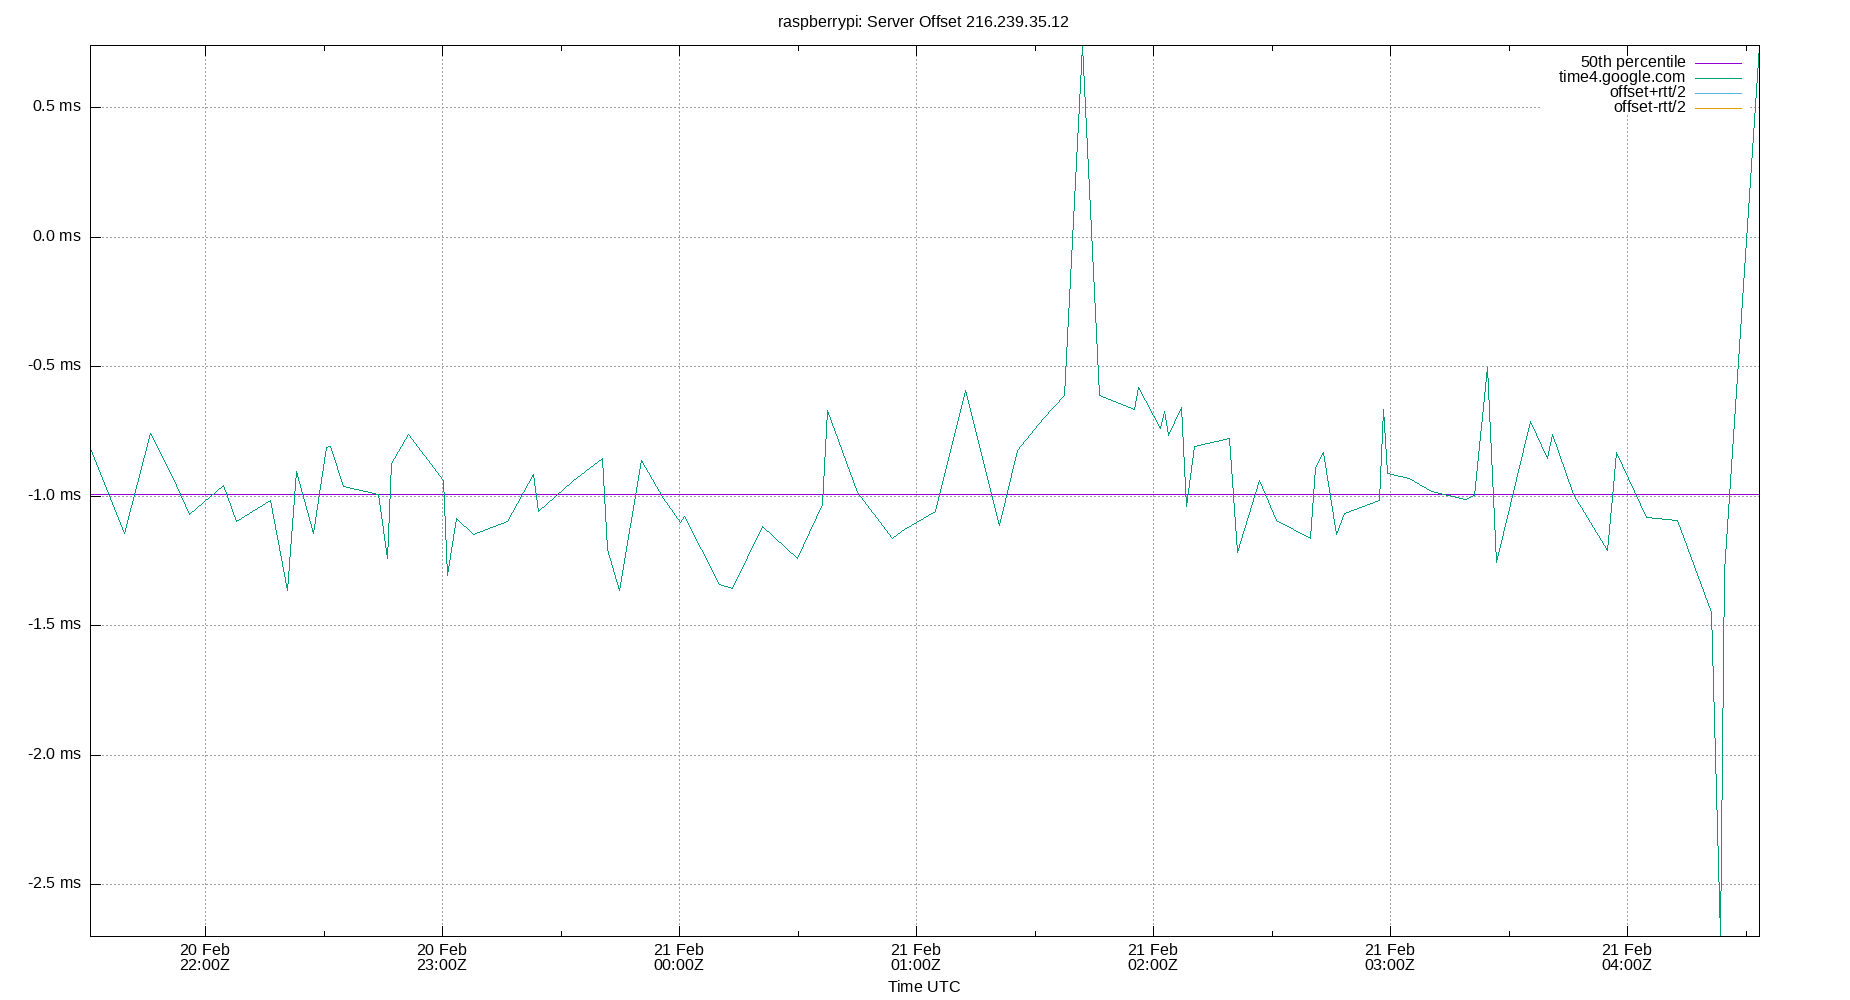 raspberrypi: Server Offset 216.239.35.12
50th percentile
time4.google.com
offset+rtt/2
offset-rtt/2
0.5 ms
0.0 ms
-0.5 ms
-1.0 ms
-1.5 ms
-2.0 ms
-2.5 ms
20 Feb 20 Feb 21 Feb 21 Feb 21 Feb 21 Feb 21 Feb
22:00Z 23:00Z 00:00Z 01:00Z 02:00Z 03:00Z 04:00Z
Time UTC